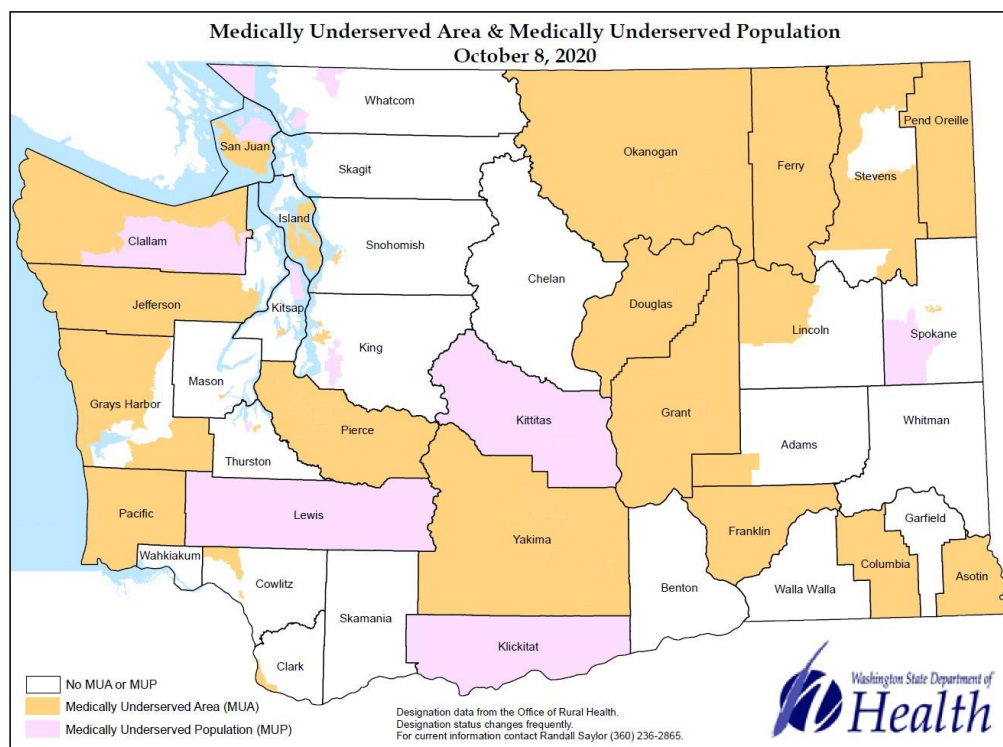 Medically Underserved Area & Medically Underserved Population
October 8, 2020
Whatcom
San Juan
Okanogan
Ferry
Pend Oreille
Stevens
Skagit
Island
Clallam
Snohomish
Chelan
Jefferson
Kitsap
Douglas
Lincoln
Spokane
King
Mason
Grays Harbor
Kittitas
Grant
Pierce
Adams
Whitman
Thurston
Pacific
Lewis
Yakima
Franklin
Garfield
Wahkiakum
Cowlitz
Columbia
Asotin
Skamania
Benton
Walla Walla
Klickitat
Clark
No MUA or MUP
Medically Underserved Area (MUA)
Medically Underserved Population (MUP)
Designation data from the Office of Rural Health.
Designation status changes frequently.
For current information contact Randall Saylor (360) 236-2865.
Washington State Department of
Health